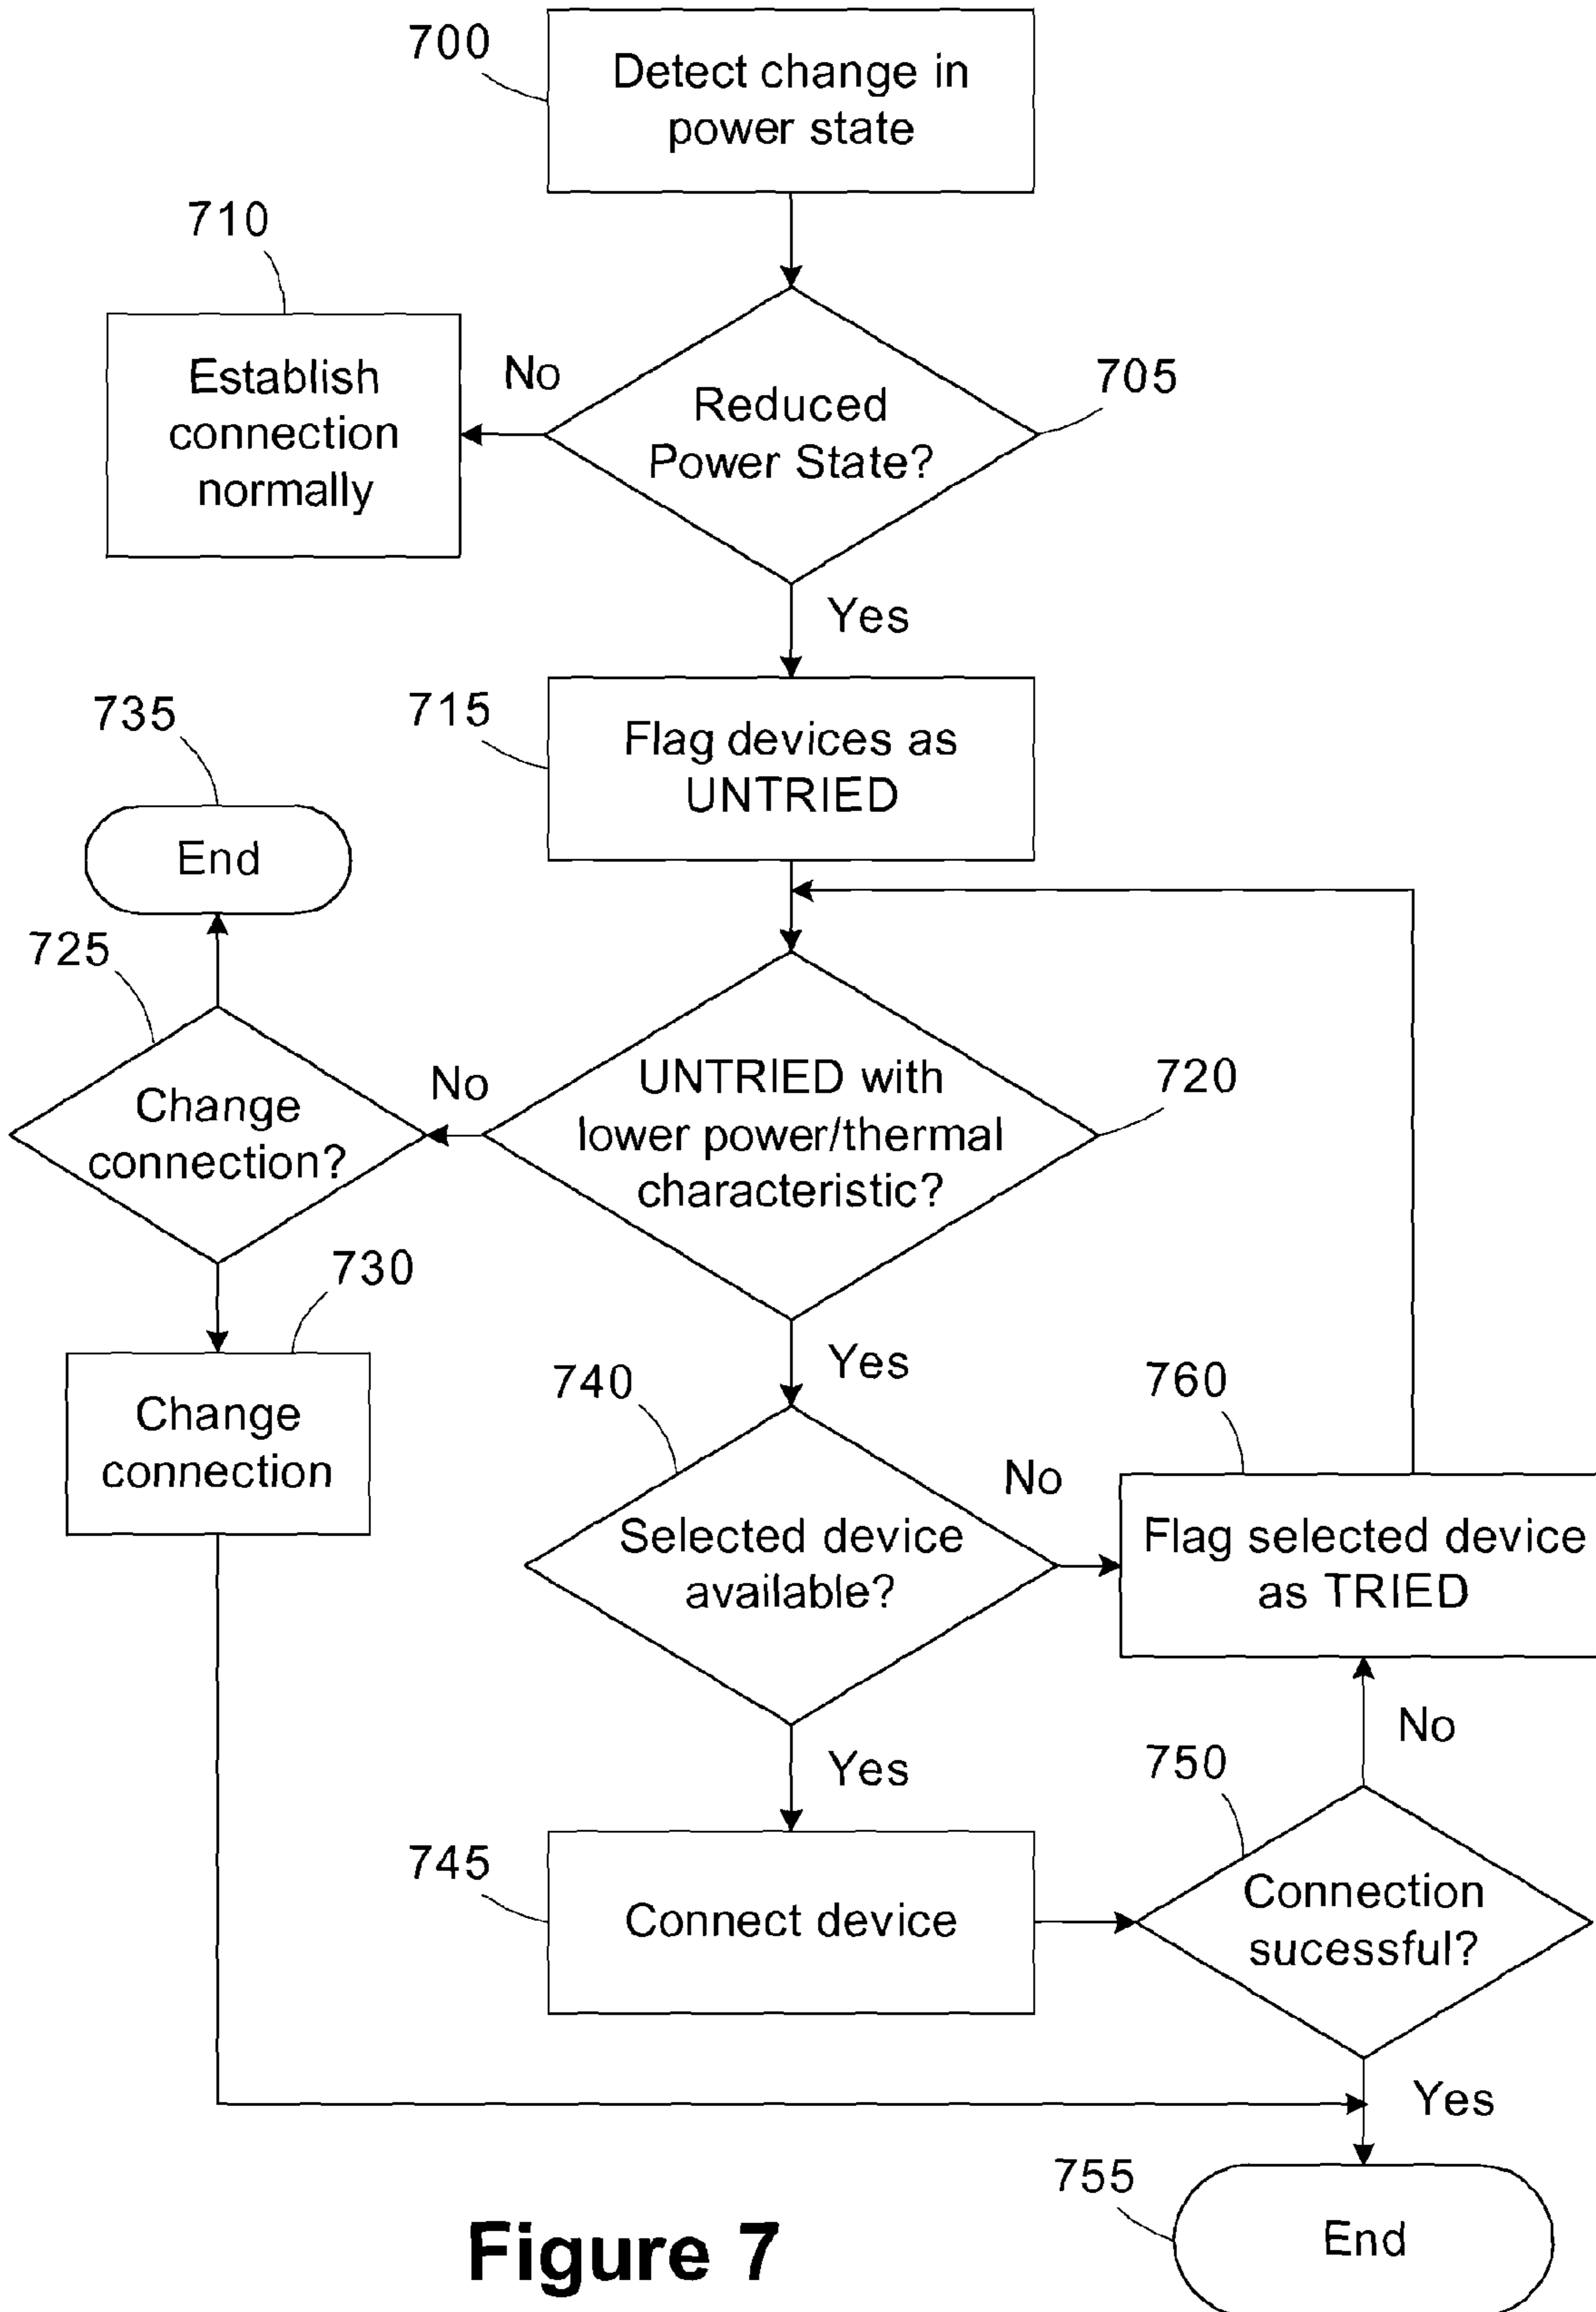 700
Detect change in
power state
710
Establish
connection
normally
No
Reduced
Power State?
705
Yes
735
End
715
Flag devices as
UNTRIED
725
Change
connection?
No
UNTRIED with
lower power/thermal
characteristic?
720
730
Change
connection
Yes
740
Selected device
available?
No
760
Flag selected device
as TRIED
Yes
745
Connect device
750
No
Connection
sucessful?
Yes
755
End
Figure 7